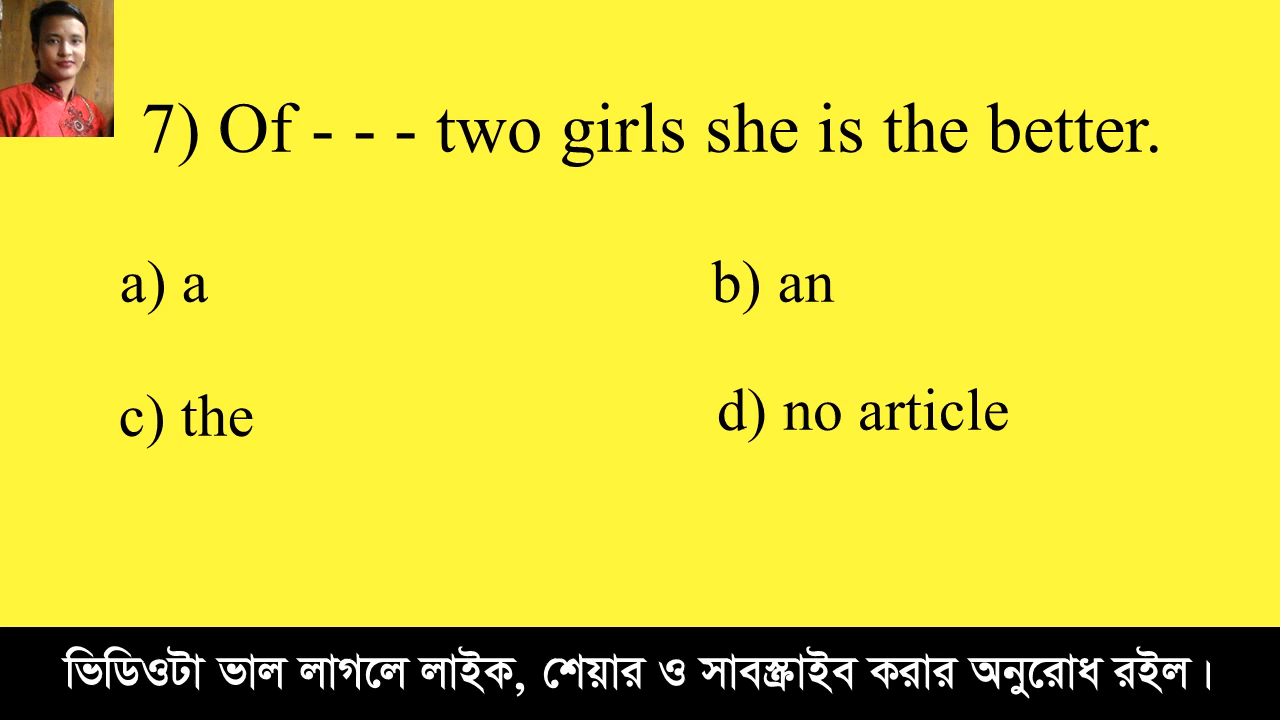 7) Of - - - two girls she is the better.
a) a
b) an
c) the
d) no article
ভিডিওটা ভাল লাগলে লাইক, শেয়ার ও সাবস্ক্রাইব করার অনুরোধ রইল।